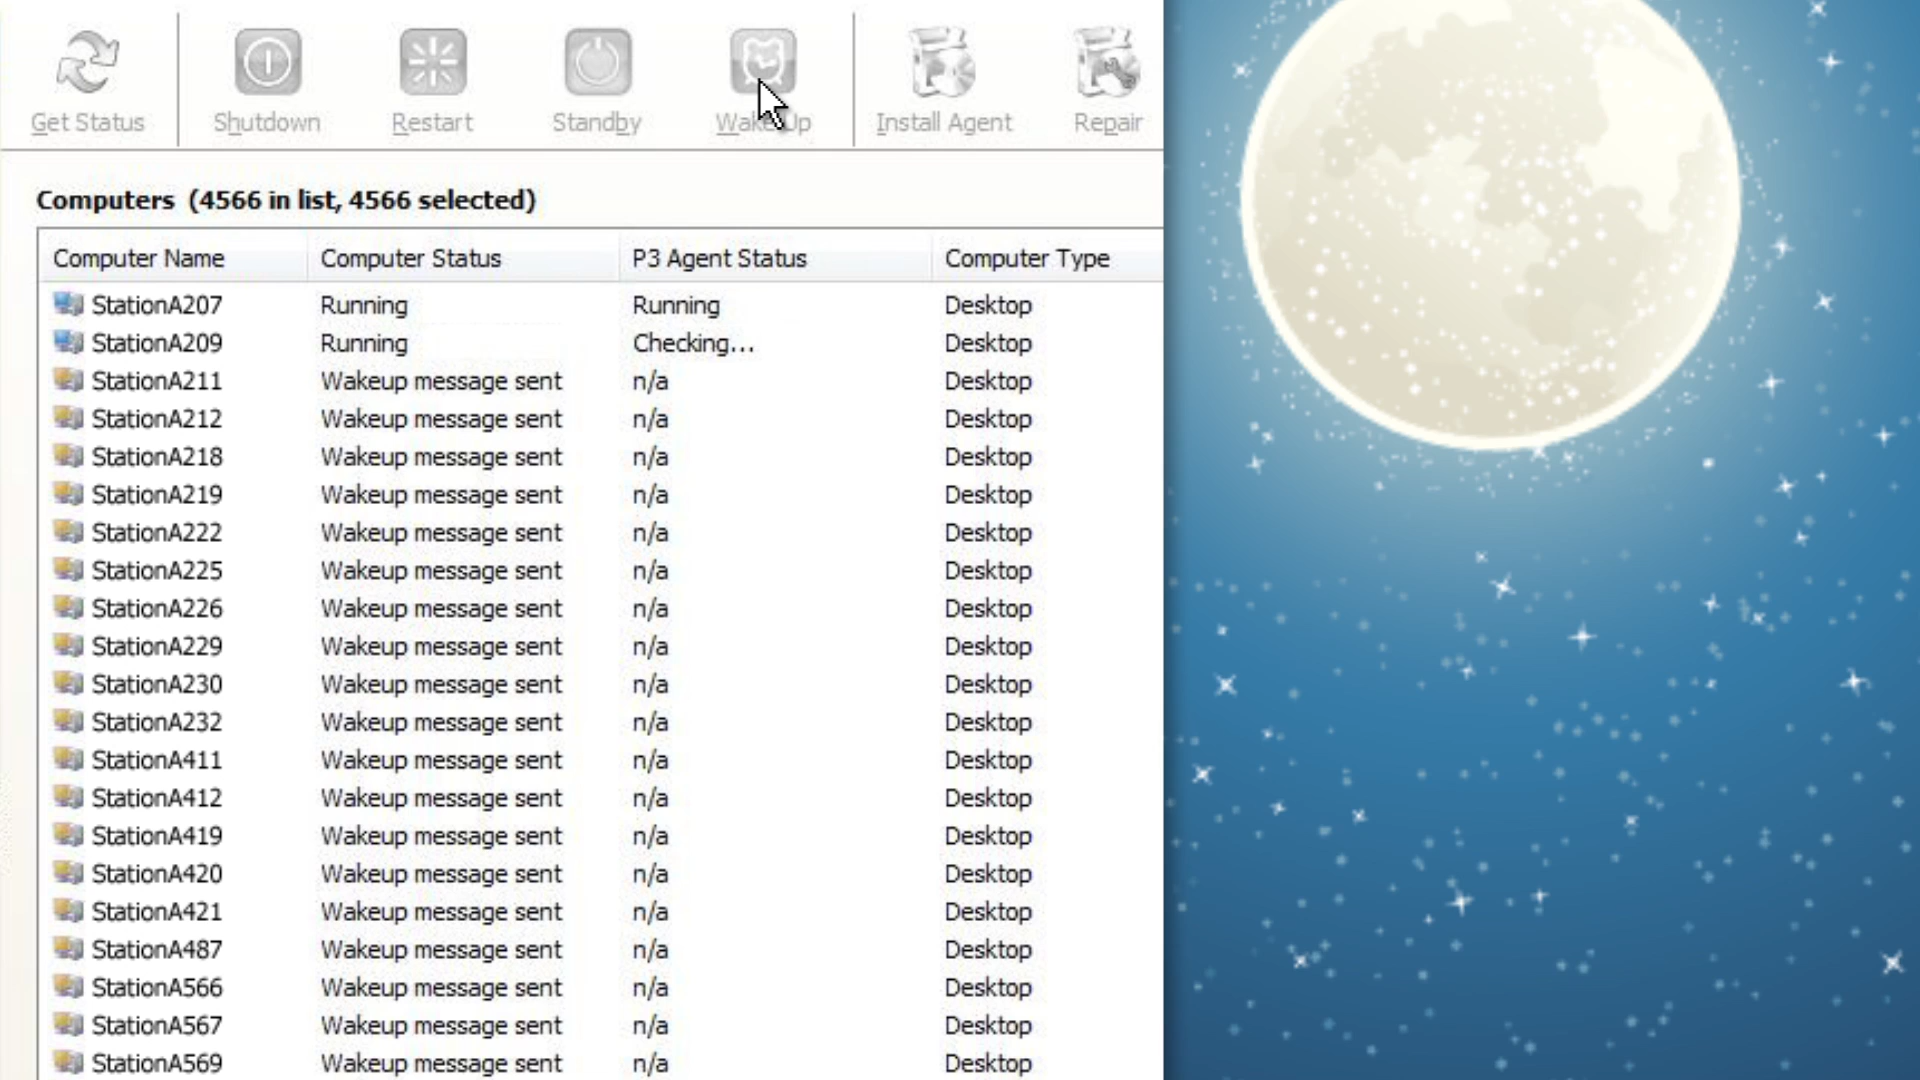 Get Status Shutdown Restart Standby Wake Up Install Agent Repair
Computers (4566 in list, 4566 selected)
Computer Name Computer Status P3 Agent Status Computer Type
StationA207 Running Running Desktop
StationA209 Running Checking... Desktop
StationA211 Wakeup message sent n/a Desktop
StationA212 Wakeup message sent n/a Desktop
StationA218 Wakeup message sent n/a Desktop
StationA219 Wakeup message sent n/a Desktop
StationA222 Wakeup message sent n/a Desktop
StationA225 Wakeup message sent n/a Desktop
StationA226 Wakeup message sent n/a Desktop
StationA229 Wakeup message sent n/a Desktop
StationA230 Wakeup message sent n/a Desktop
StationA232 Wakeup message sent n/a Desktop
StationA411 Wakeup message sent n/a Desktop
StationA412 Wakeup message sent n/a Desktop
StationA419 Wakeup message sent n/a Desktop
StationA420 Wakeup message sent n/a Desktop
StationA421 Wakeup message sent n/a Desktop
StationA487 Wakeup message sent n/a Desktop
StationA566 Wakeup message sent n/a Desktop
StationA567 Wakeup message sent n/a Desktop
StationA569 Wakeup message sent n/a Desktop